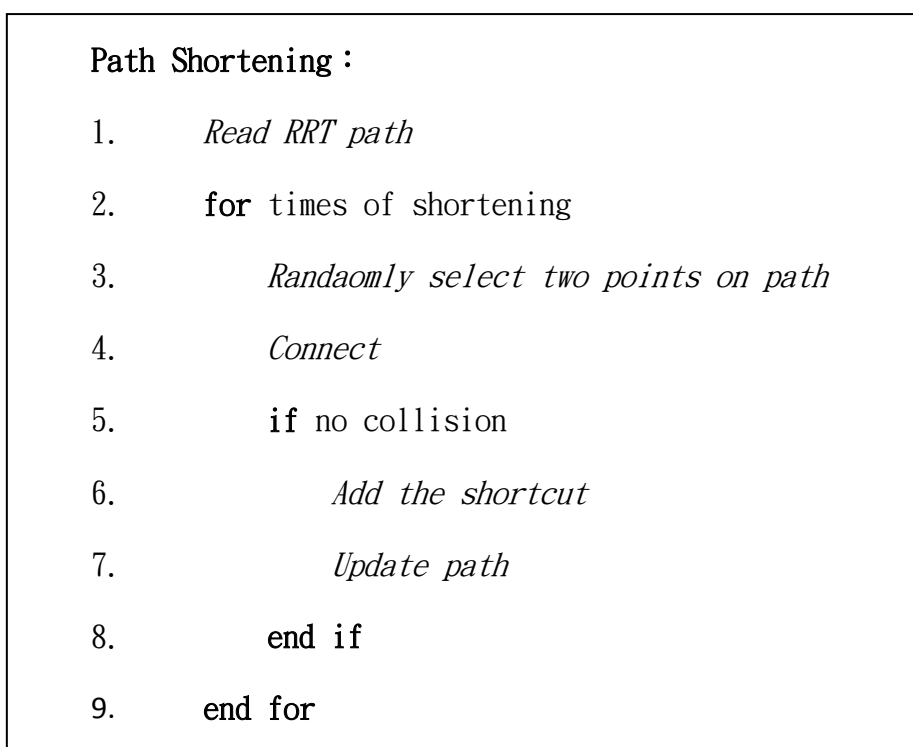 Path Shortening：
1. Read RRT path
2. for times of shortening
3. Randaomly select two points on path
4. Connect
5. if no collision
6. Add the shortcut
7. Update path
8. end if
9. end for